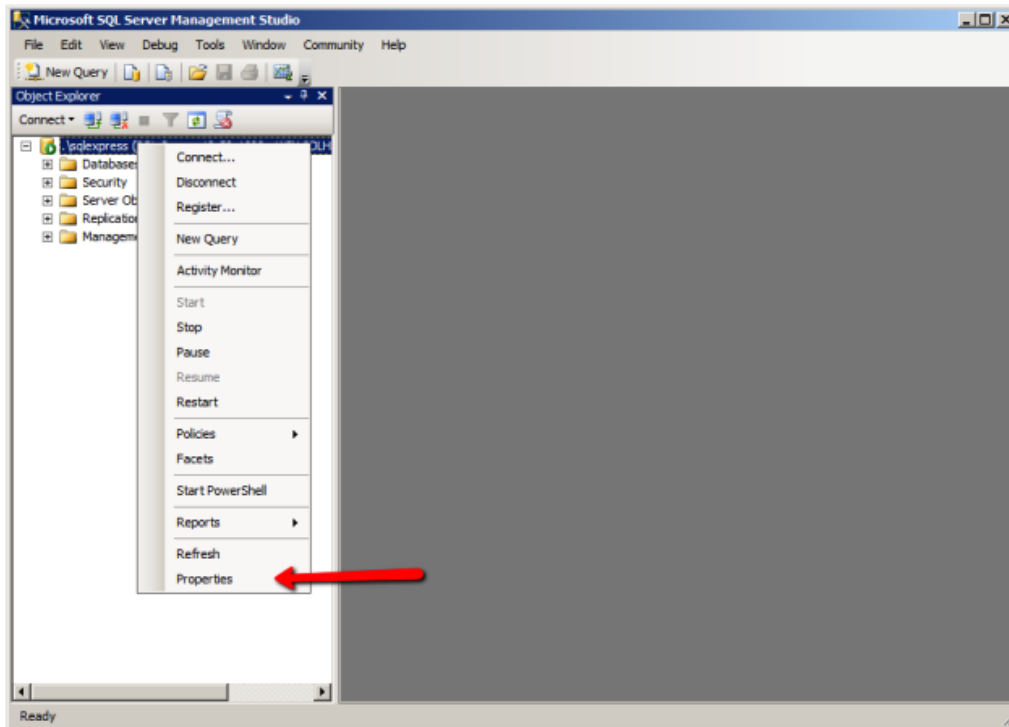 Microsoft SQL Server Management Studio
File Edit View Debug Tools Window Community Help
New Query
Object Explorer
Connect
.\sqlexpress (
Databases
Security
Server Ob
Replication
Managem
Connect...
Disconnect
Register...
New Query
Activity Monitor
Start
Stop
Pause
Resume
Restart
Policies
Facets
Start PowerShell
Reports
Refresh
Properties
Ready